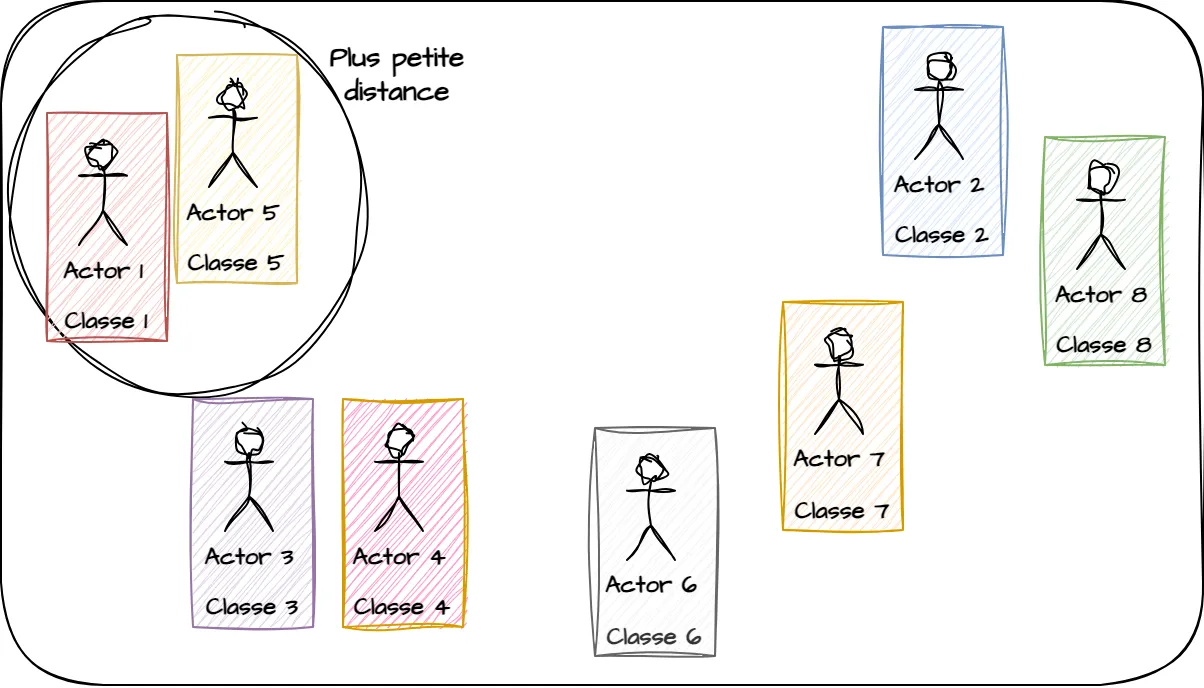 Plus petite
distance
Actor 1
Classe 1
Actor 5
Classe 5
Actor 2
Classe 2
Actor 8
Classe 8
Actor 3
Classe 3
Actor 4
Classe 4
Actor 6
Classe 6
Actor 7
Classe 7